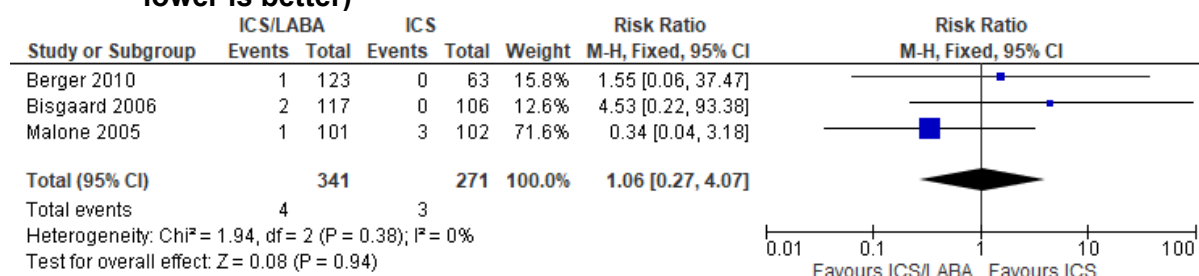 lower is better)
ICS/LABA ICS Risk Ratio Risk Ratio
Study or Subgroup Events Total Events Total Weight M-H, Fixed, 95% CI M-H, Fixed, 95% CI
Berger 2010 1 123 0 63 15.8% 1.55 [0.06, 37.47]
Bisgaard 2006 2 117 0 106 12.6% 4.53 [0.22, 93.38]
Malone 2005 1 101 3 102 71.6% 0.34 [0.04, 3.18]
Total (95% CI) 341 271 100.0% 1.06 [0.27, 4.07]
Total events 4 3
Heterogeneity: Chi² = 1.94, df = 2 (P = 0.38); I² = 0%
Test for overall effect: Z = 0.08 (P = 0.94)
0.01 0.1 1 10 100
Favours ICS/LABA Favours ICS